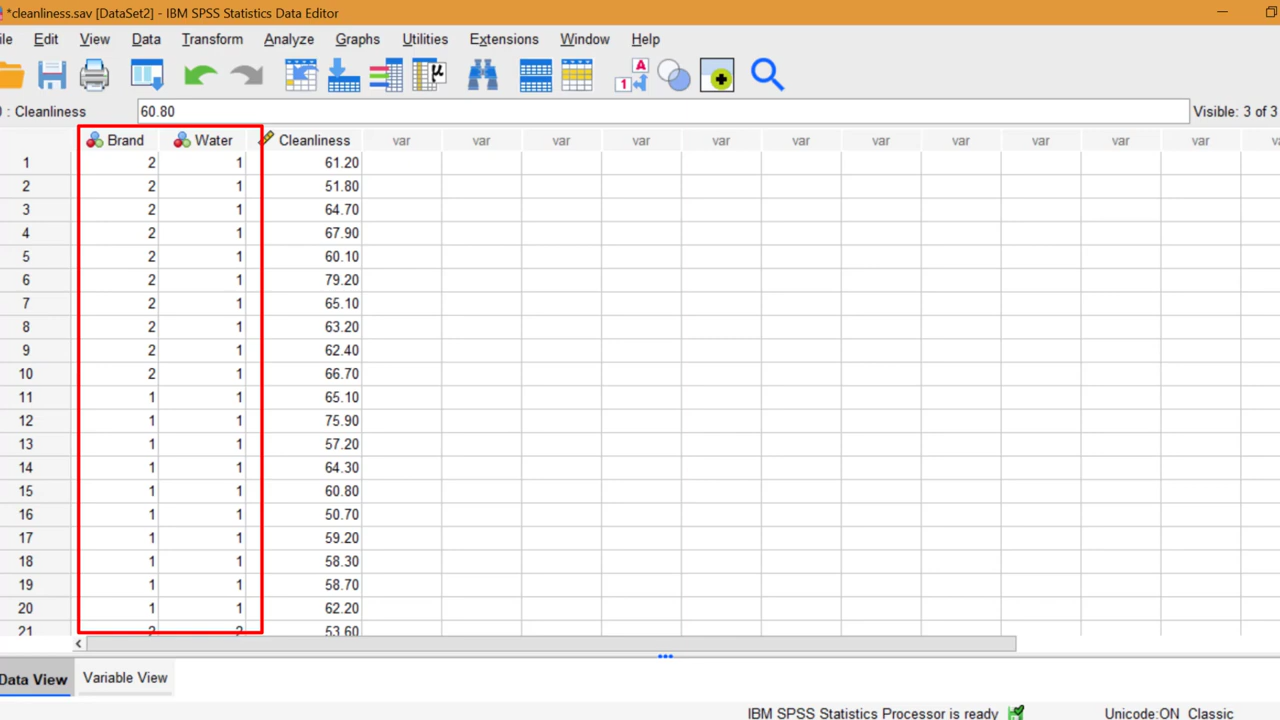 *cleanliness.sav [DataSet2] - IBM SPSS Statistics Data Editor
ile Edit View Data Transform Analyze Graphs Utilities Extensions Window Help
: Cleanliness 60.80 Visible: 3 of 3
Brand Water Cleanliness var var var var var var var var var var var
1 2 1 61.20
2 2 1 51.80
3 2 1 64.70
4 2 1 67.90
5 2 1 60.10
6 2 1 79.20
7 2 1 65.10
8 2 1 63.20
9 2 1 62.40
10 2 1 66.70
11 1 1 65.10
12 1 1 75.90
13 1 1 57.20
14 1 1 64.30
15 1 1 60.80
16 1 1 50.70
17 1 1 59.20
18 1 1 58.30
19 1 1 58.70
20 1 1 62.20
21 2 2 53.60
Data View Variable View
IBM SPSS Statistics Processor is ready Unicode:ON Classic